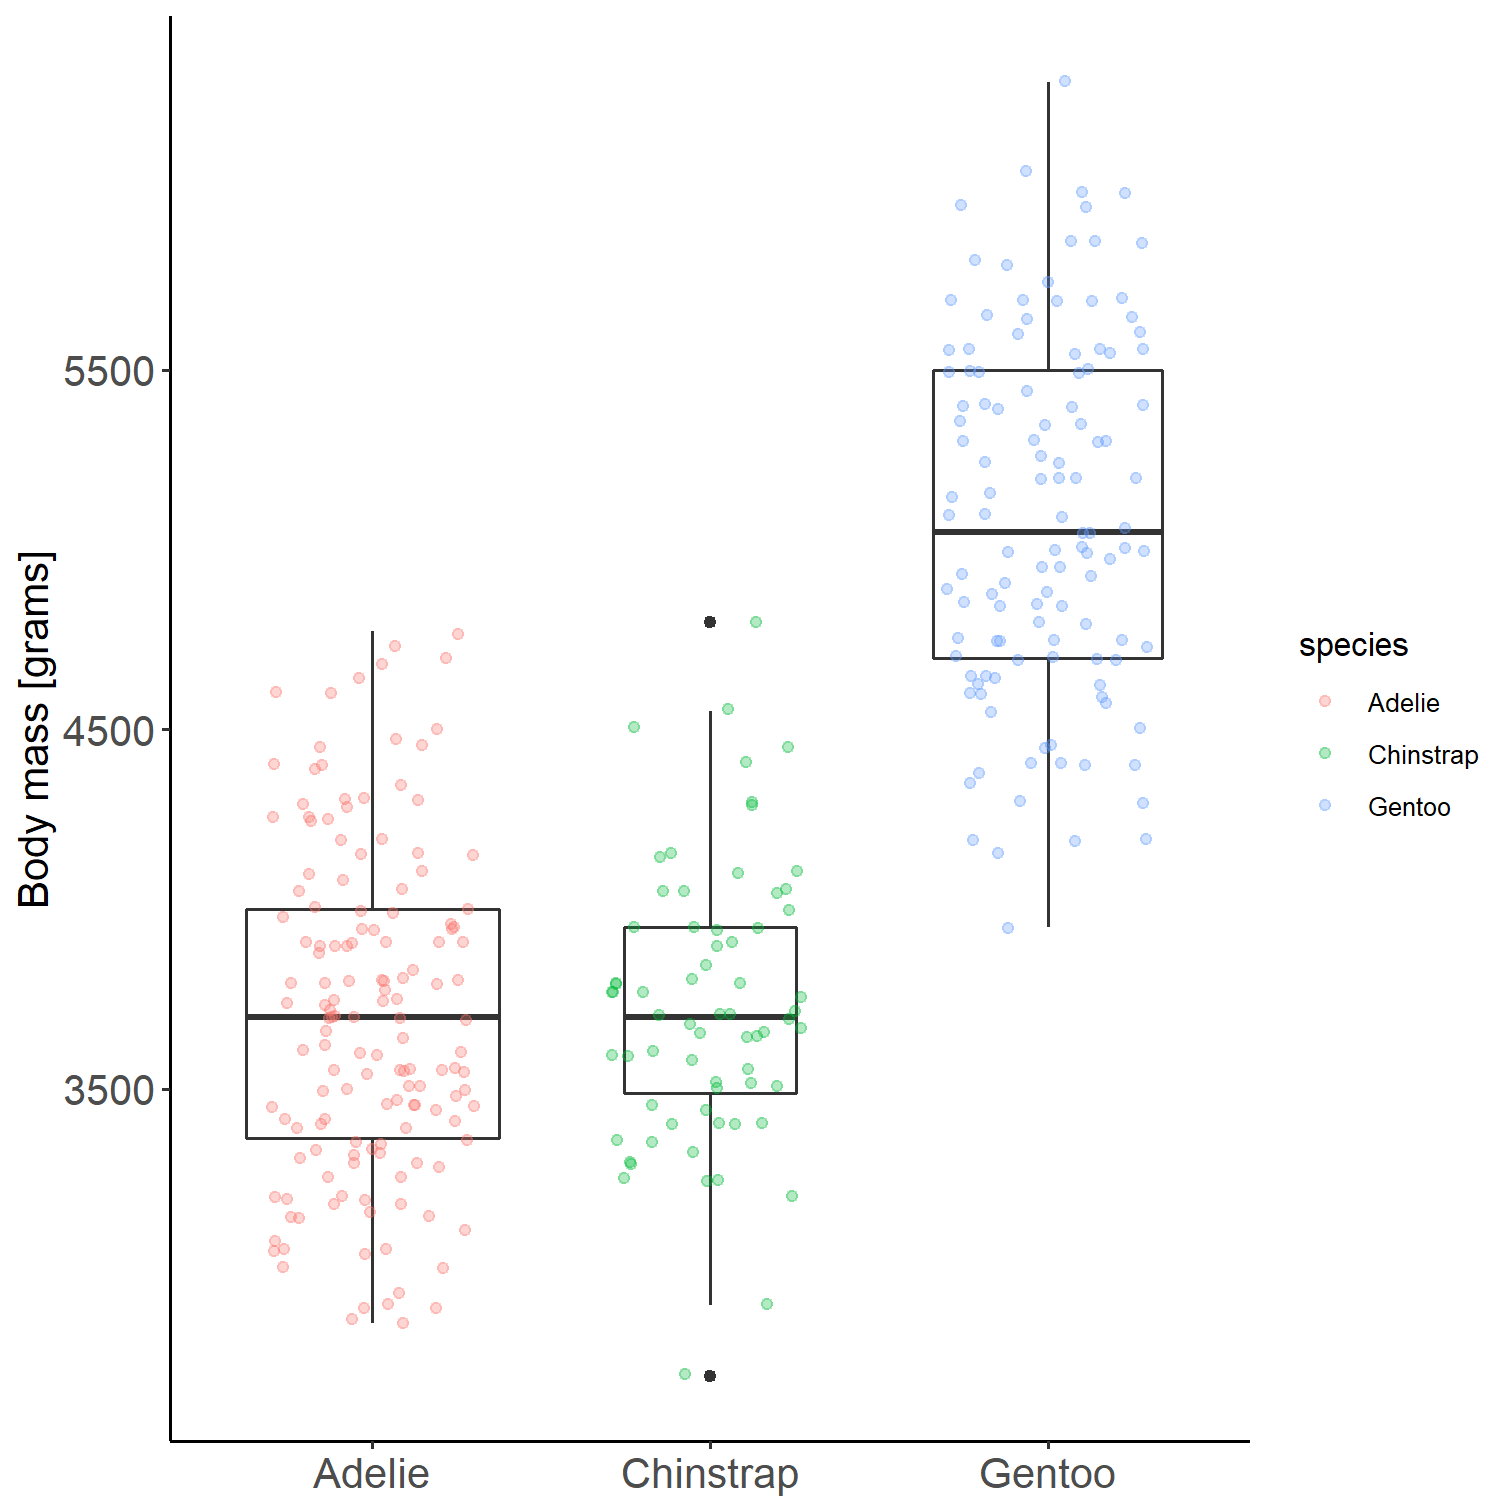 Body mass [grams]
5500
4500
3500
Adelie
Chinstrap
Gentoo
species
Adelie
Chinstrap
Gentoo